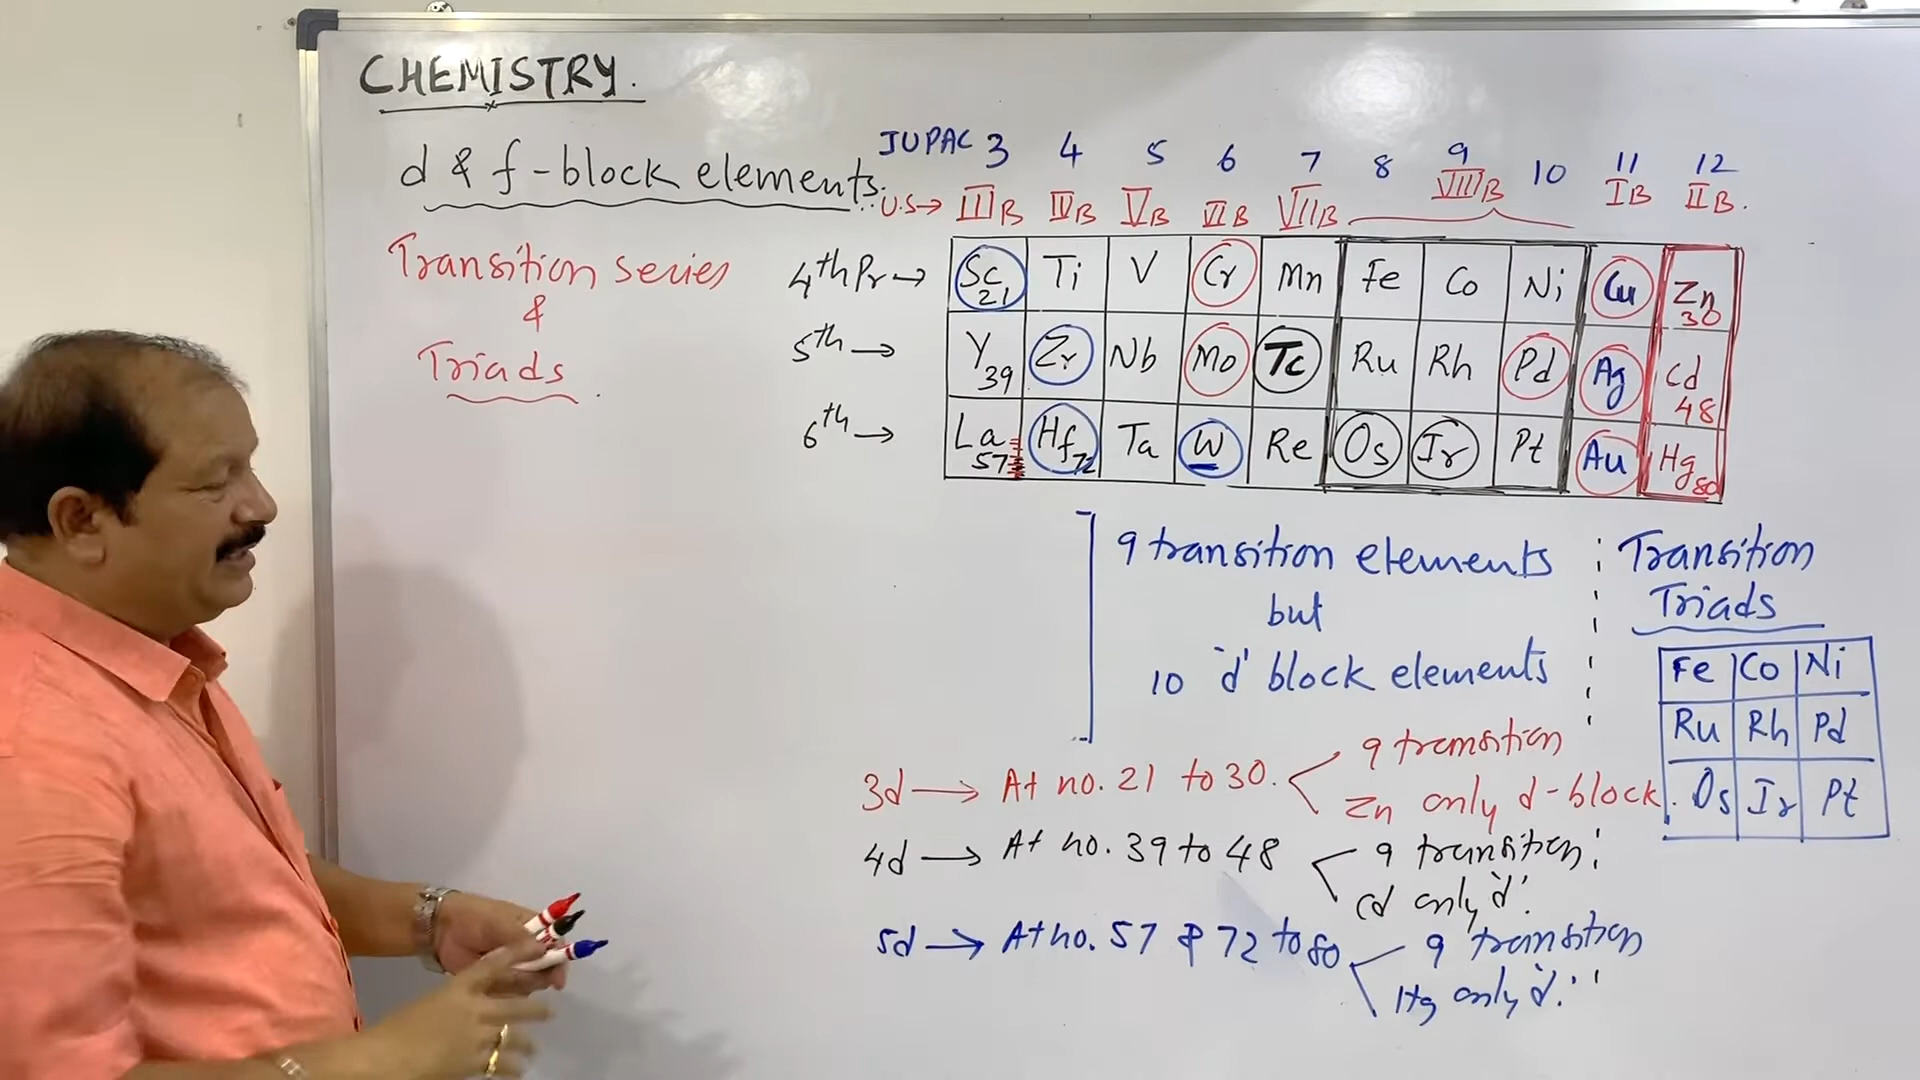 CHEMISTRY.
d & f-block elements.
Transition series
&
Triads.
IUPAC 3 4 5 6 7 8 9 10 11 12
U.S→ IIIB IVB VB VIB VIIB VIIIB IB IIB.
4th Pr → Sc 21 Ti V Cr Mn Fe Co Ni Cu Zn 30
5th → Y 39 Zr Nb Mo Tc Ru Rh Pd Ag Cd 48
6th → La 57 Hf 72 Ta W Re Os Ir Pt Au Hg 80
9 transition elements
but
10 'd' block elements
3d → At no. 21 to 30. 9 transition
Zn only d-block.
4d → At no. 39 to 48 9 transition
Cd only 'd'.
5d → At no. 57 & 72 to 80 9 transition
Hg only 'd'.
Transition
Triads
Fe Co Ni
Ru Rh Pd
Os Ir Pt